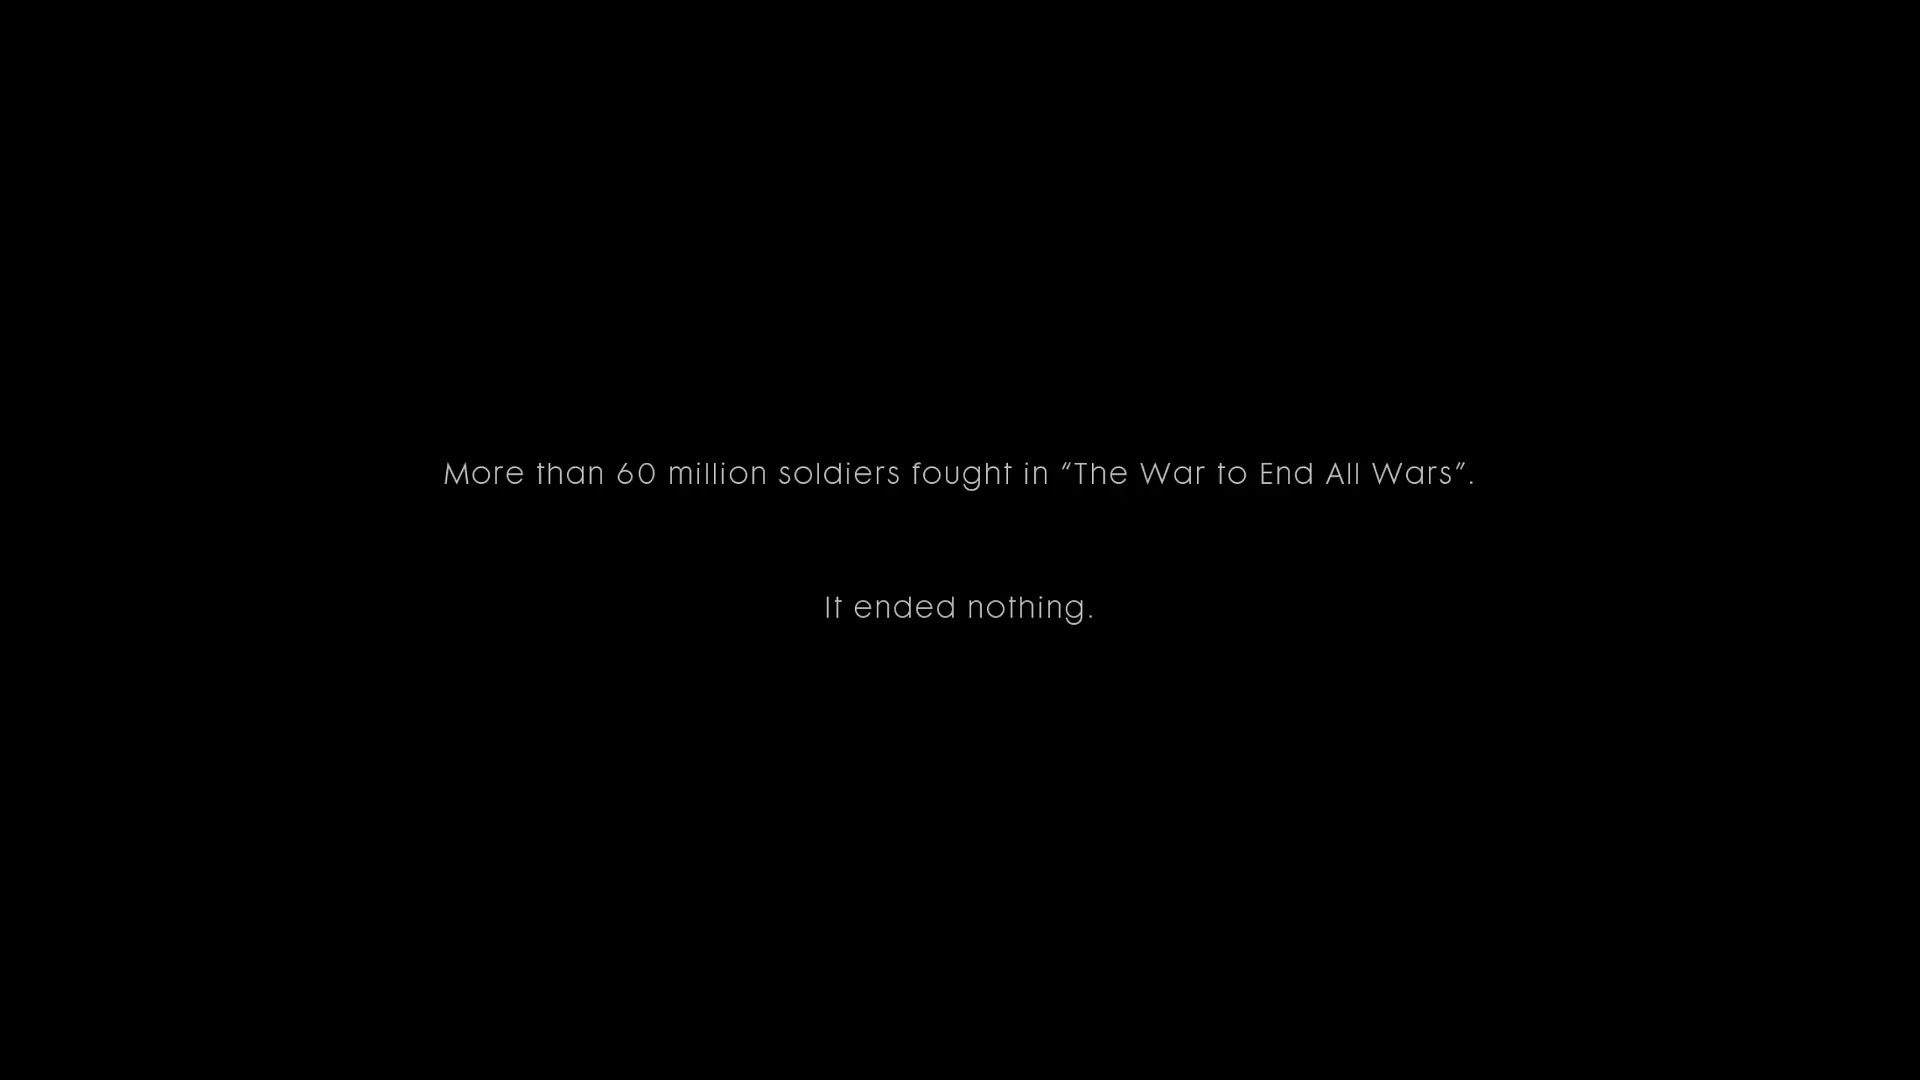 More than 60 million soldiers fought in “The War to End All Wars”.
It ended nothing.